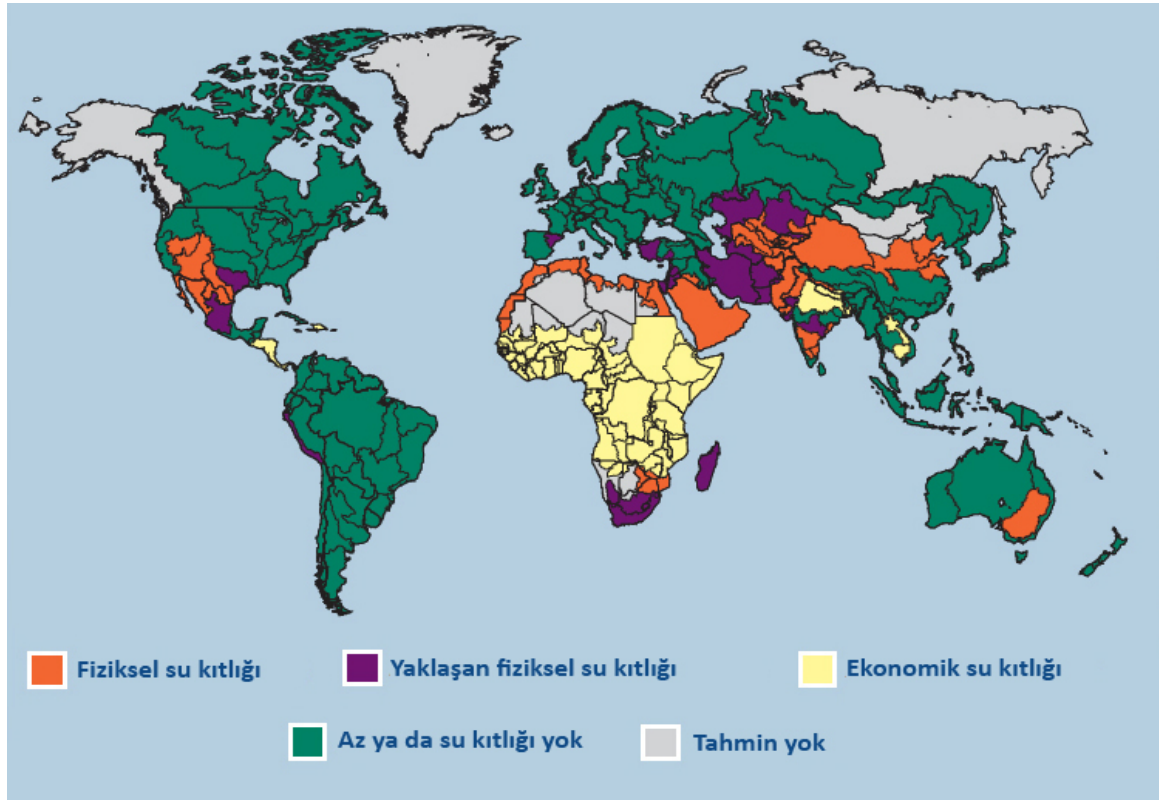 Fiziksel su kıtlığı
Yaklaşan fiziksel su kıtlığı
Ekonomik su kıtlığı
Az ya da su kıtlığı yok
Tahmin yok